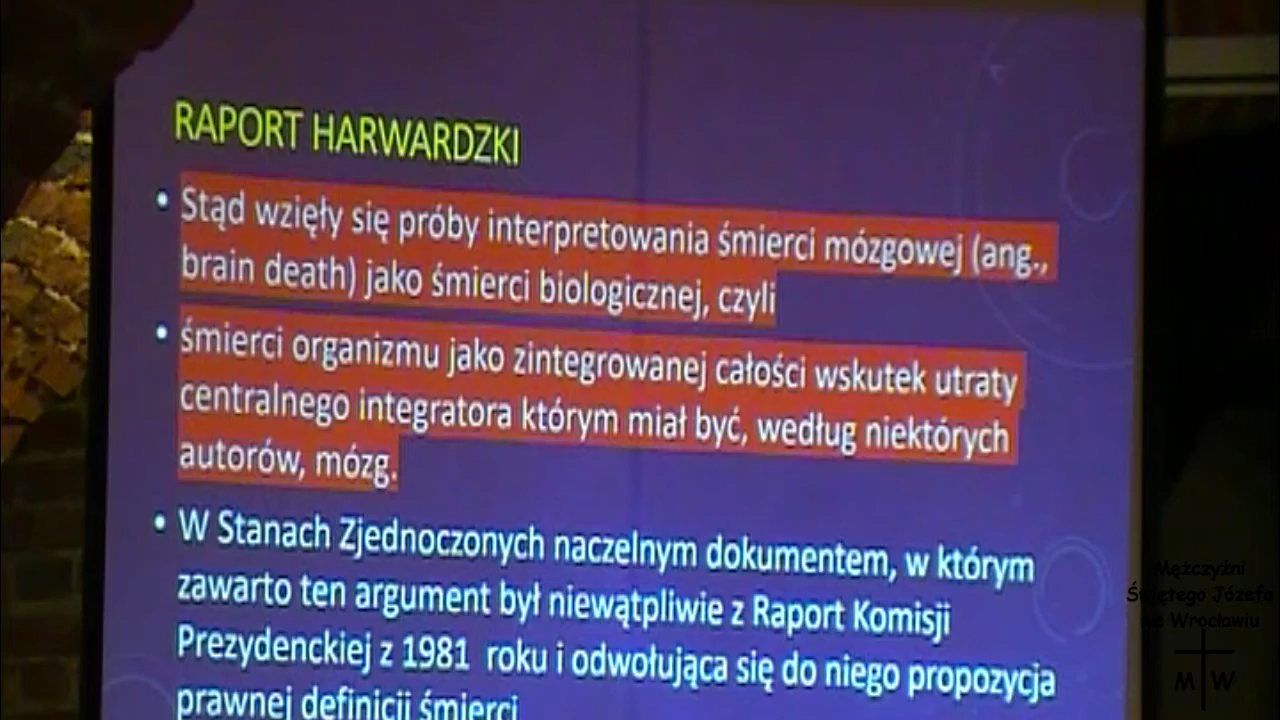 RAPORT HARWARDZKI
• Stąd wzięły się próby interpretowania śmierci mózgowej (ang.,
brain death) jako śmierci biologicznej, czyli
• śmierci organizmu jako zintegrowanej całości wskutek utraty
centralnego integratora którym miał być, według niektórych
autorów, mózg.
• W Stanach Zjednoczonych naczelnym dokumentem, w którym
zawarto ten argument był niewątpliwie z Raport Komisji
Prezydenckiej z 1981 roku i odwołująca się do niego propozycja
prawnej definicji śmierci
Mężczyźni
Świętego Józefa
we Wrocławiu
M W